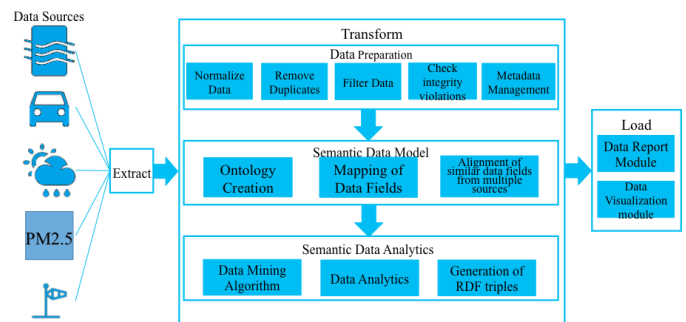 Data Sources
PM2.5
Extract
Transform
Data Preparation
Normalize
Data
Remove
Duplicates
Filter Data
Check
integrity
violations
Metadata
Management
Semantic Data Model
Ontology
Creation
Mapping of
Data Fields
Alignment of
similar data fields
from multiple
sources
Semantic Data Analytics
Data Mining
Algorithm
Data Analytics
Generation of
RDF triples
Load
Data Report
Module
Data
Visualization
module